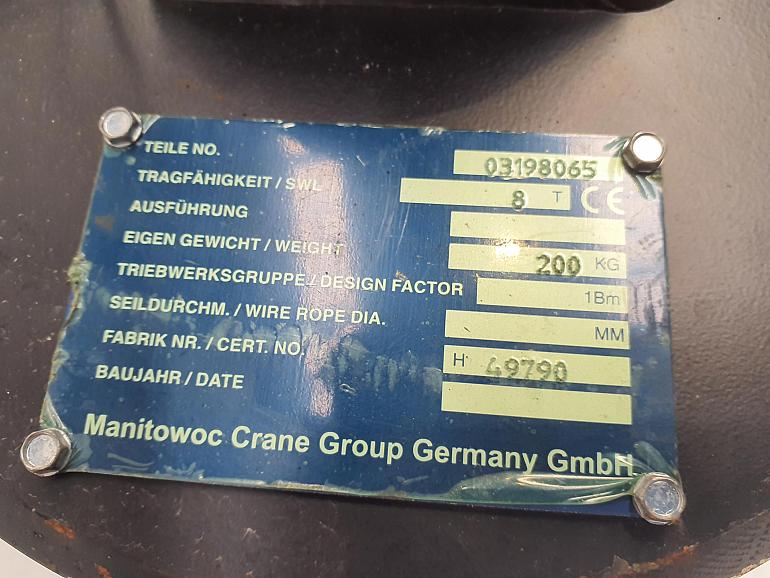 TEILE NO. 03198065
TRAGFÄHIGKEIT / SWL 8 T CE
AUSFÜHRUNG
EIGEN GEWICHT / WEIGHT 200 KG
TRIEBWERKSGRUPPE / DESIGN FACTOR 1Bm
SEILDURCHM. / WIRE ROPE DIA. MM
FABRIK NR. / CERT. NO. H 49790
BAUJAHR / DATE
Manitowoc Crane Group Germany GmbH